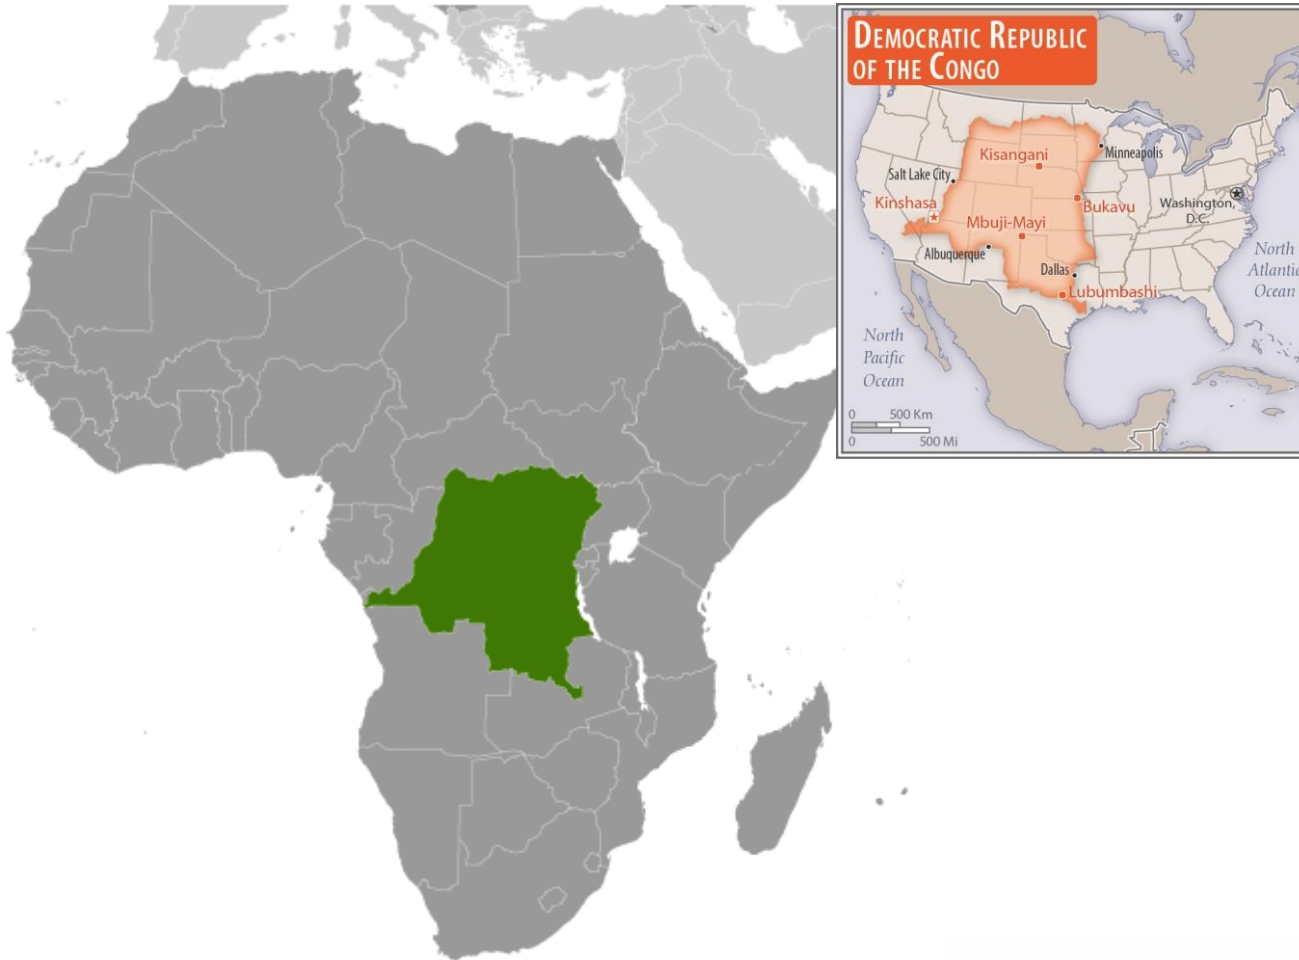 DEMOCRATIC REPUBLIC
OF THE CONGO
Kisangani
Minneapolis
Salt Lake City
Kinshasa
Bukavu
Washington,
D.C.
Mbuji-Mayi
Albuquerque
Dallas
Lubumbashi
North
Atlantic
Ocean
North
Pacific
Ocean
0 500 Km
0 500 Mi